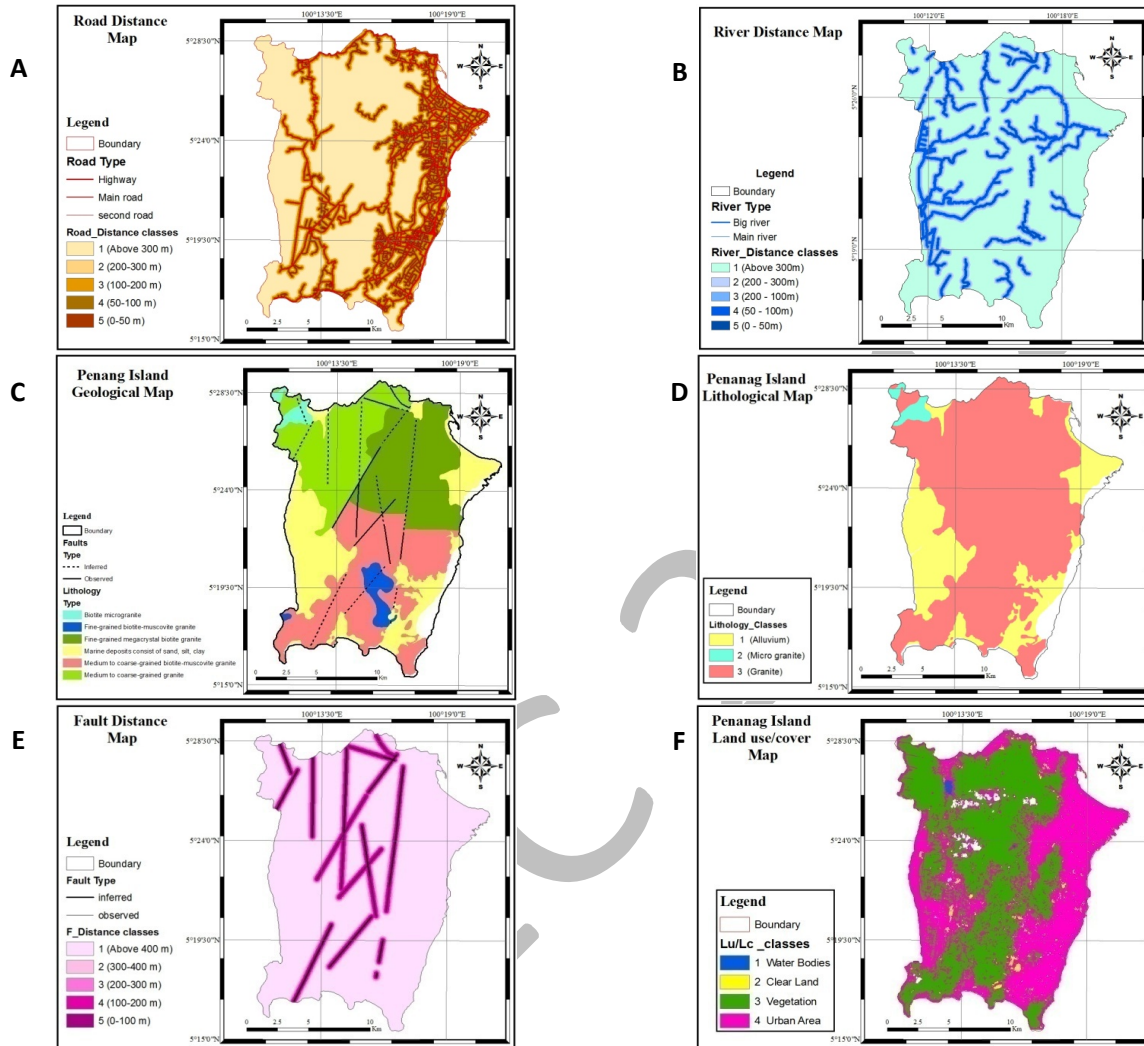 A
Road Distance
Map
100°13'30"E
100°19'0"E
5°28'30"N
5°24'0"N
5°19'30"N
5°15'0"N
N
W
E
S
Legend
Boundary
Road Type
Highway
Main road
second road
Road_Distance classes
1 (Above 300 m)
2 (200-300 m)
3 (100-200 m)
4 (50-100 m)
5 (0-50 m)
0 2.5 5 10
Km
B
River Distance Map
100°12'0"E
100°18'0"E
5°26'0"N
5°19'0"N
N
W
E
S
Legend
Boundary
River Type
Big river
Main river
River_Distance classes
1 (Above 300m)
2 (200 - 300m)
3 (200 - 100m)
4 (50 - 100m)
5 (0 - 50m)
0 2.5 5 10
Km
C
Penang Island
Geological Map
100°13'30"E
100°19'0"E
5°28'30"N
5°24'0"N
5°19'30"N
5°15'0"N
N
W
E
S
Legend
Boundary
Faults
Type
Inferred
Observed
Lithology
Type
Biotite microgranite
Fine-grained biotite-muscovite granite
Fine-grained megacrystal biotite granite
Marine deposits consist of sand, silt, clay
Medium to coarse-grained biotite-muscovite granite
Medium to coarse-grained granite
0 2.5 5 10
Km
D
Penanag Island
Lithological Map
100°13'30"E
100°19'0"E
5°28'30"N
5°24'0"N
5°19'30"N
5°15'0"N
N
W
E
S
Legend
Boundary
Lithology_Classes
1 (Alluvium)
2 (Micro granite)
3 (Granite)
0 2.5 5 10
Km
E
Fault Distance
Map
100°13'30"E
100°19'0"E
5°28'30"N
5°24'0"N
5°19'30"N
5°15'0"N
N
W
E
S
Legend
Boundary
Fault Type
inferred
observed
F_Distance classes
1 (Above 400 m)
2 (300-400 m)
3 (200-300 m)
4 (100-200 m)
5 (0-100 m)
0 2.5 5 10
Km
F
Penanag Island
Land use/cover
Map
100°13'30"E
100°19'0"E
5°28'30"N
5°24'0"N
5°19'30"N
5°15'0"N
N
W
E
S
Legend
Boundary
Lu/Lc _classes
1 Water Bodies
2 Clear Land
3 Vegetation
4 Urban Area
0 2.5 5 10
Km